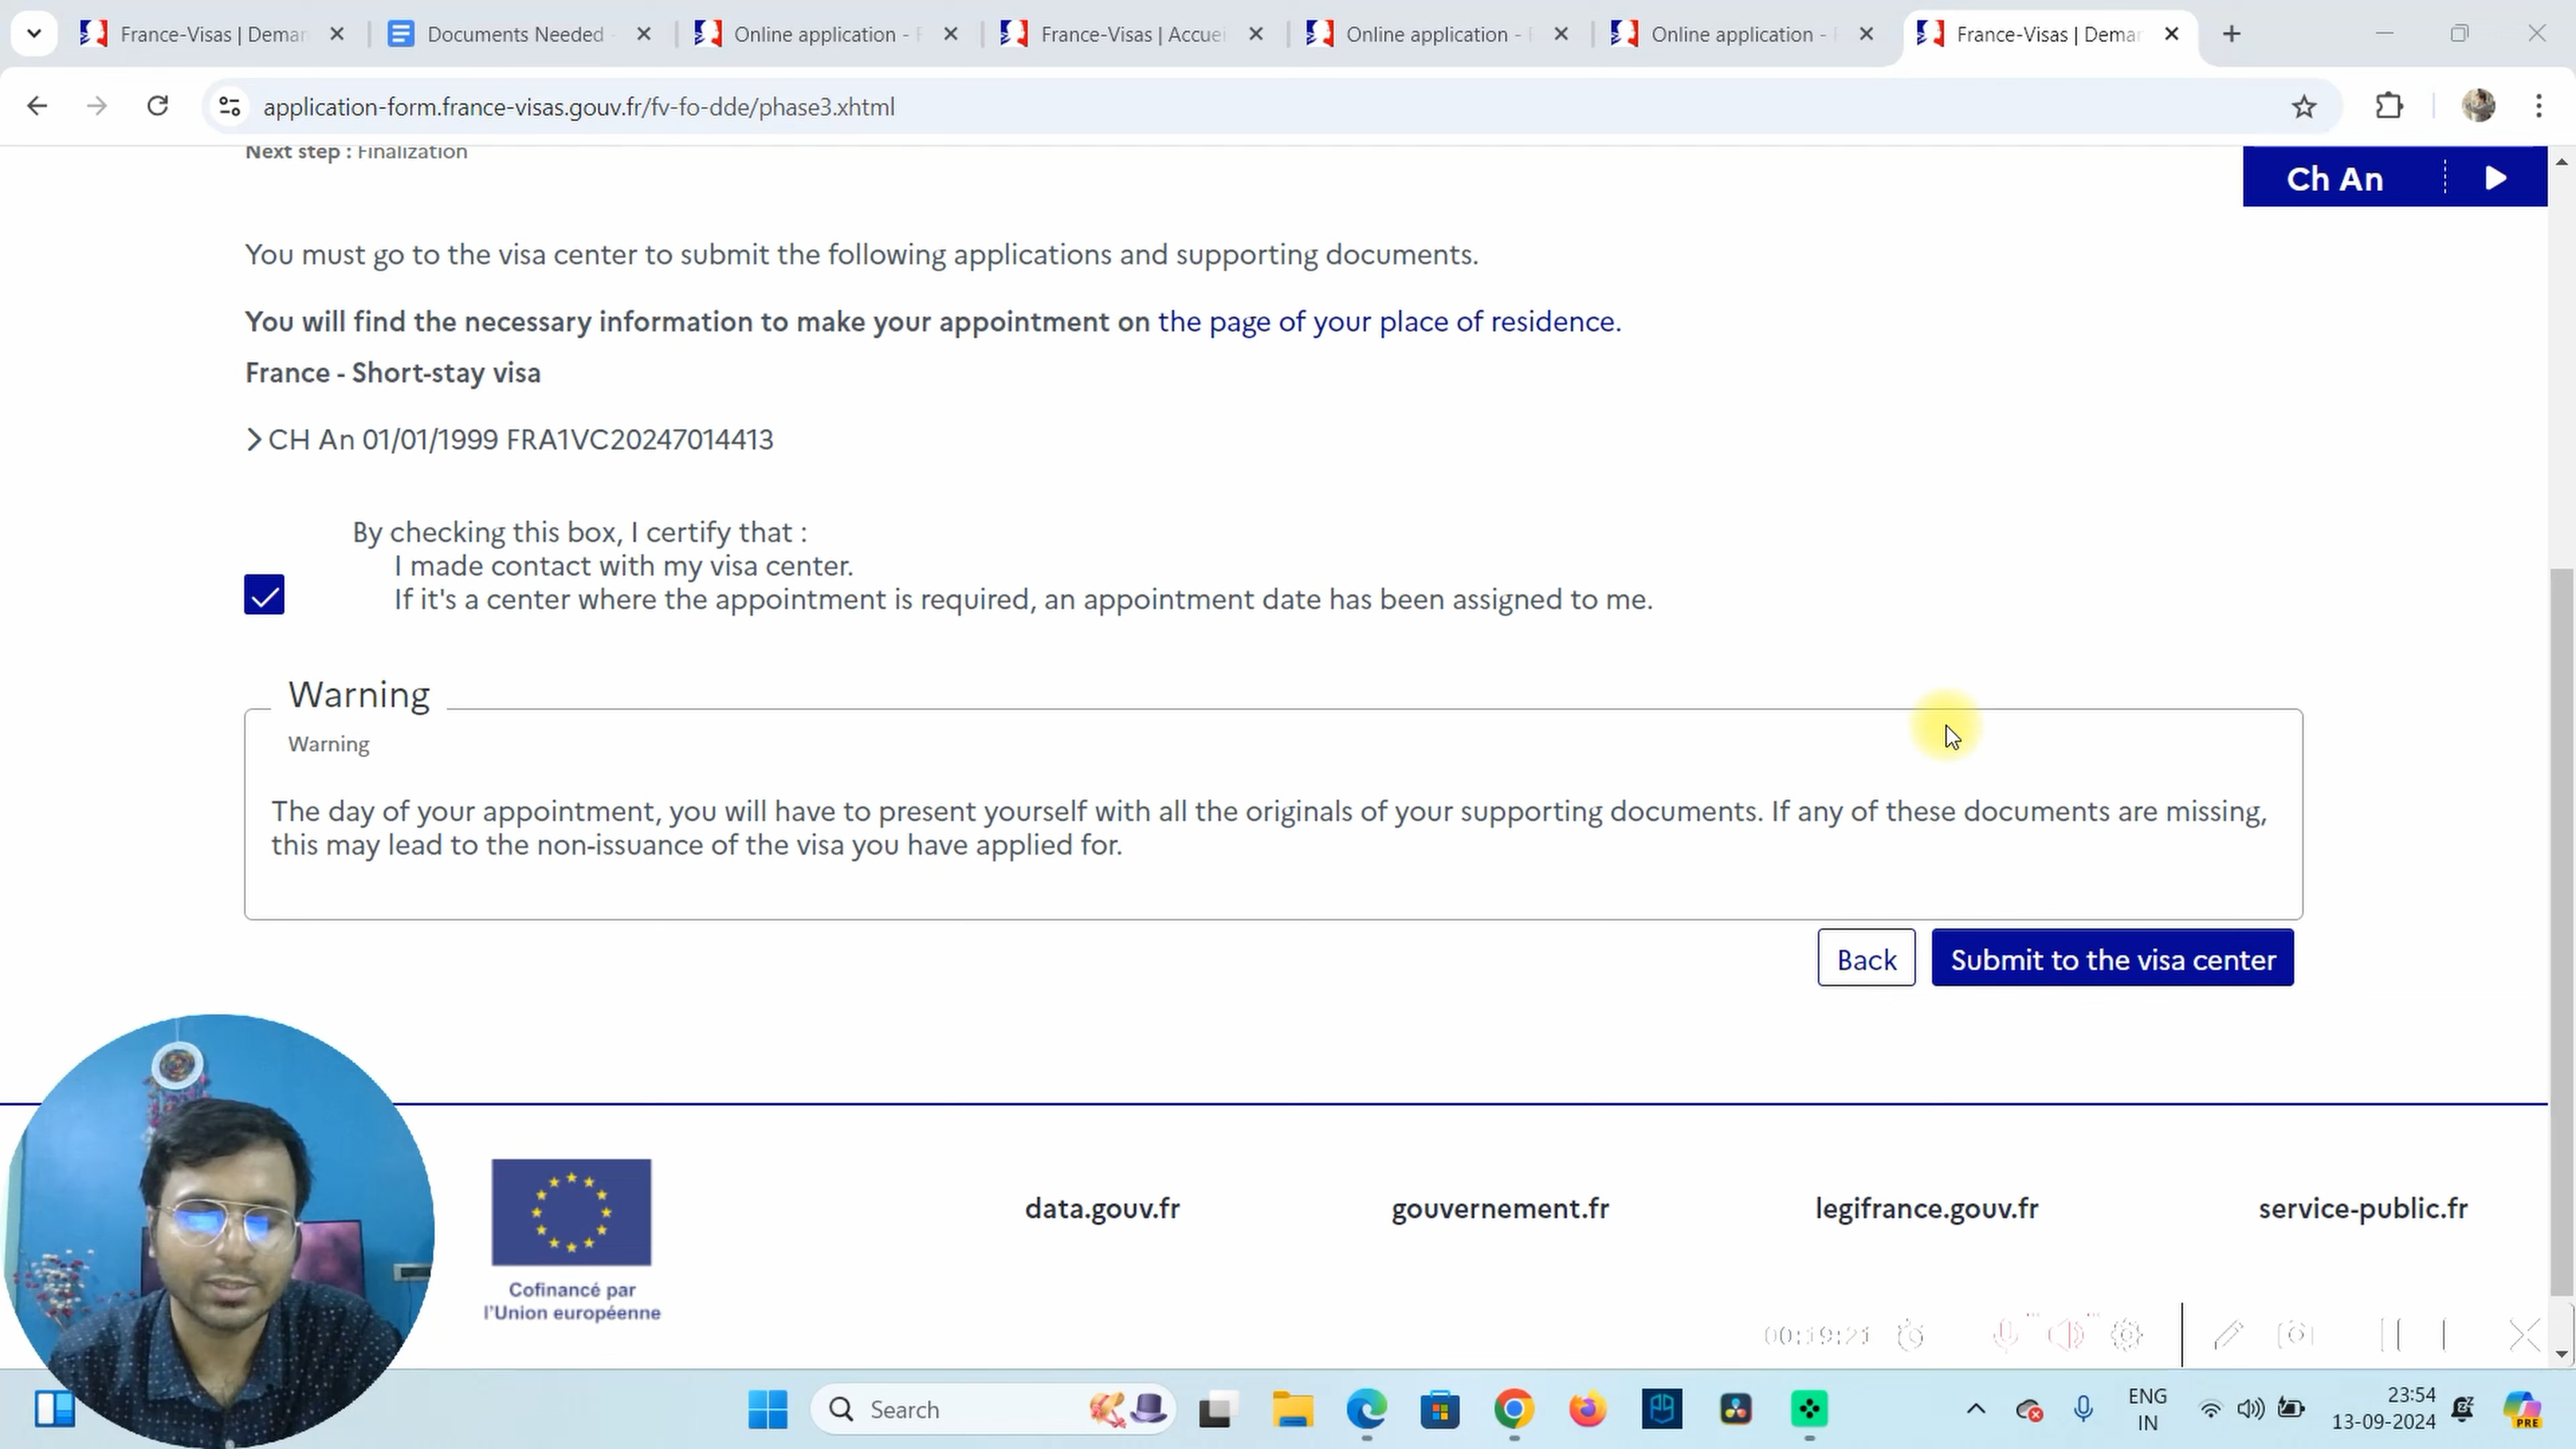 France-Visas | Deman
Documents Needed
Online application -
France-Visas | Accuei
Online application -
Online application -
France-Visas | Deman
application-form.france-visas.gouv.fr/fv-fo-dde/phase3.xhtml
Next step : Finalization
Ch An
You must go to the visa center to submit the following applications and supporting documents.
You will find the necessary information to make your appointment on the page of your place of residence.
France - Short-stay visa
CH An 01/01/1999 FRA1VC20247014413
By checking this box, I certify that :
I made contact with my visa center.
If it's a center where the appointment is required, an appointment date has been assigned to me.
Warning
Warning
The day of your appointment, you will have to present yourself with all the originals of your supporting documents. If any of these documents are missing,
this may lead to the non-issuance of the visa you have applied for.
Back
Submit to the visa center
Cofinancé par
l'Union européenne
data.gouv.fr
gouvernement.fr
legifrance.gouv.fr
service-public.fr
00:19:21
Search
ENG
IN
23:54
13-09-2024
PRE